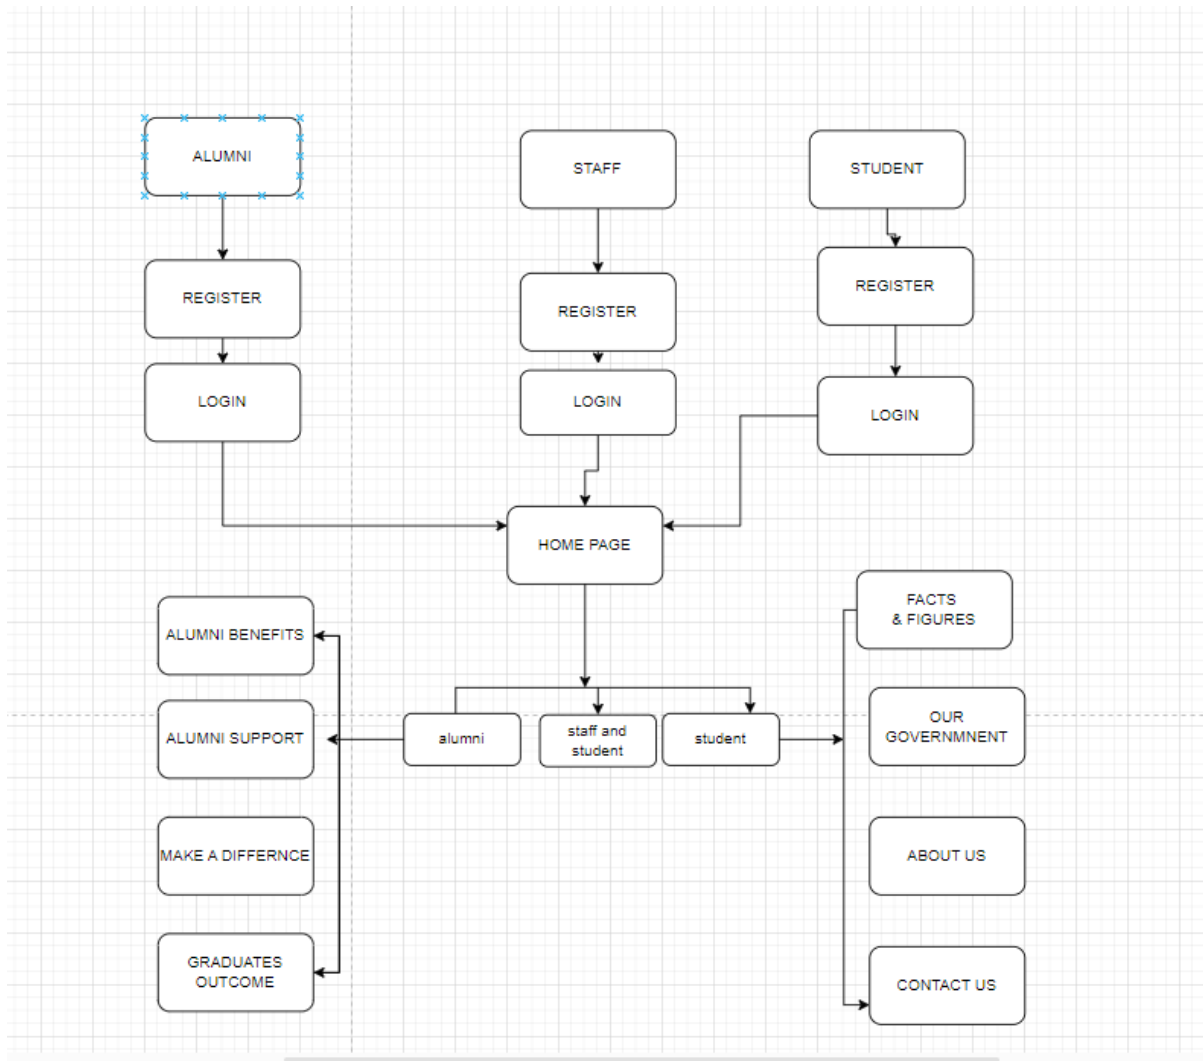 ALUMNI
STAFF
STUDENT
REGISTER
REGISTER
REGISTER
LOGIN
LOGIN
LOGIN
HOME PAGE
FACTS
& FIGURES
ALUMNI BENEFITS
OUR
GOVERNMNENT
ALUMNI SUPPORT
alumni
staff and
student
student
MAKE A DIFFERNCE
ABOUT US
GRADUATES
OUTCOME
CONTACT US